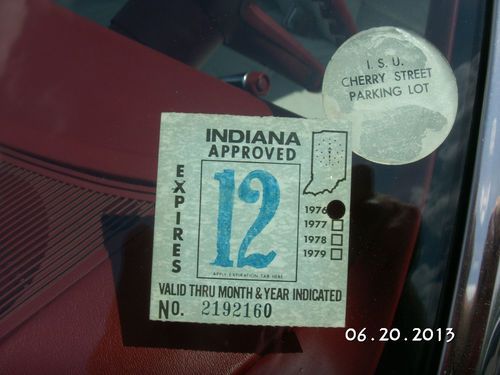 I. S. U.
CHERRY STREET
PARKING LOT
INDIANA
APPROVED
EXPIRES
12
APPLY EXPIRATION TAB HERE
1976
1977
1978
1979
VALID THRU MONTH & YEAR INDICATED
NO. 2192160
06.20.2013